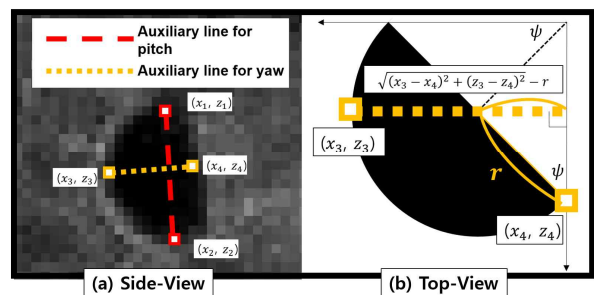 Auxiliary line for
pitch
Auxiliary line for yaw
(x₁, z₁)
(x₃, z₃)
(x₄, z₄)
(x₂, z₂)
(a) Side-View
ψ
√(x₃ − x₄)² + (z₃ − z₄)² − r
(x₃, z₃)
r
ψ
(x₄, z₄)
(b) Top-View